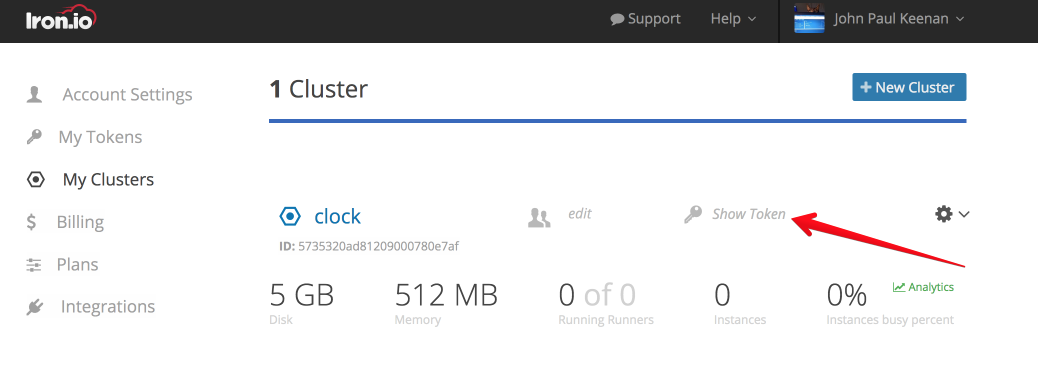 Iron.io
Support
Help
John Paul Keenan
Account Settings
My Tokens
My Clusters
Billing
Plans
Integrations
1 Cluster
+ New Cluster
clock
edit
Show Token
ID: 5735320ad81209000780e7af
5 GB
Disk
512 MB
Memory
0 of 0
Running Runners
0
Instances
0%
Instances busy percent
Analytics